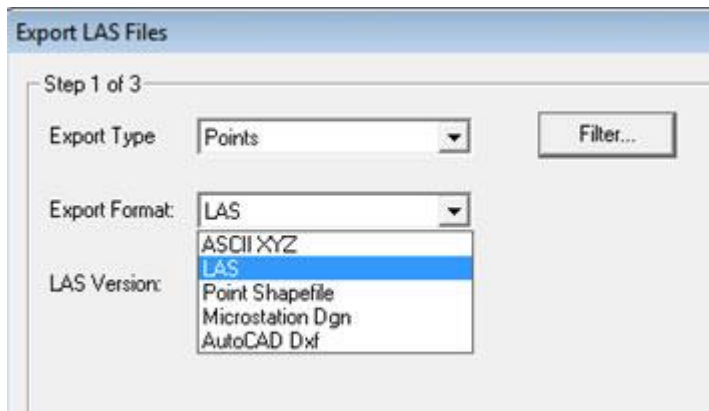 Export LAS Files
Step 1 of 3
Export Type Points Filter...
Export Format: LAS
ASCII XYZ
LAS
LAS Version:
Point Shapefile
Microstation Dgn
AutoCAD Dxf